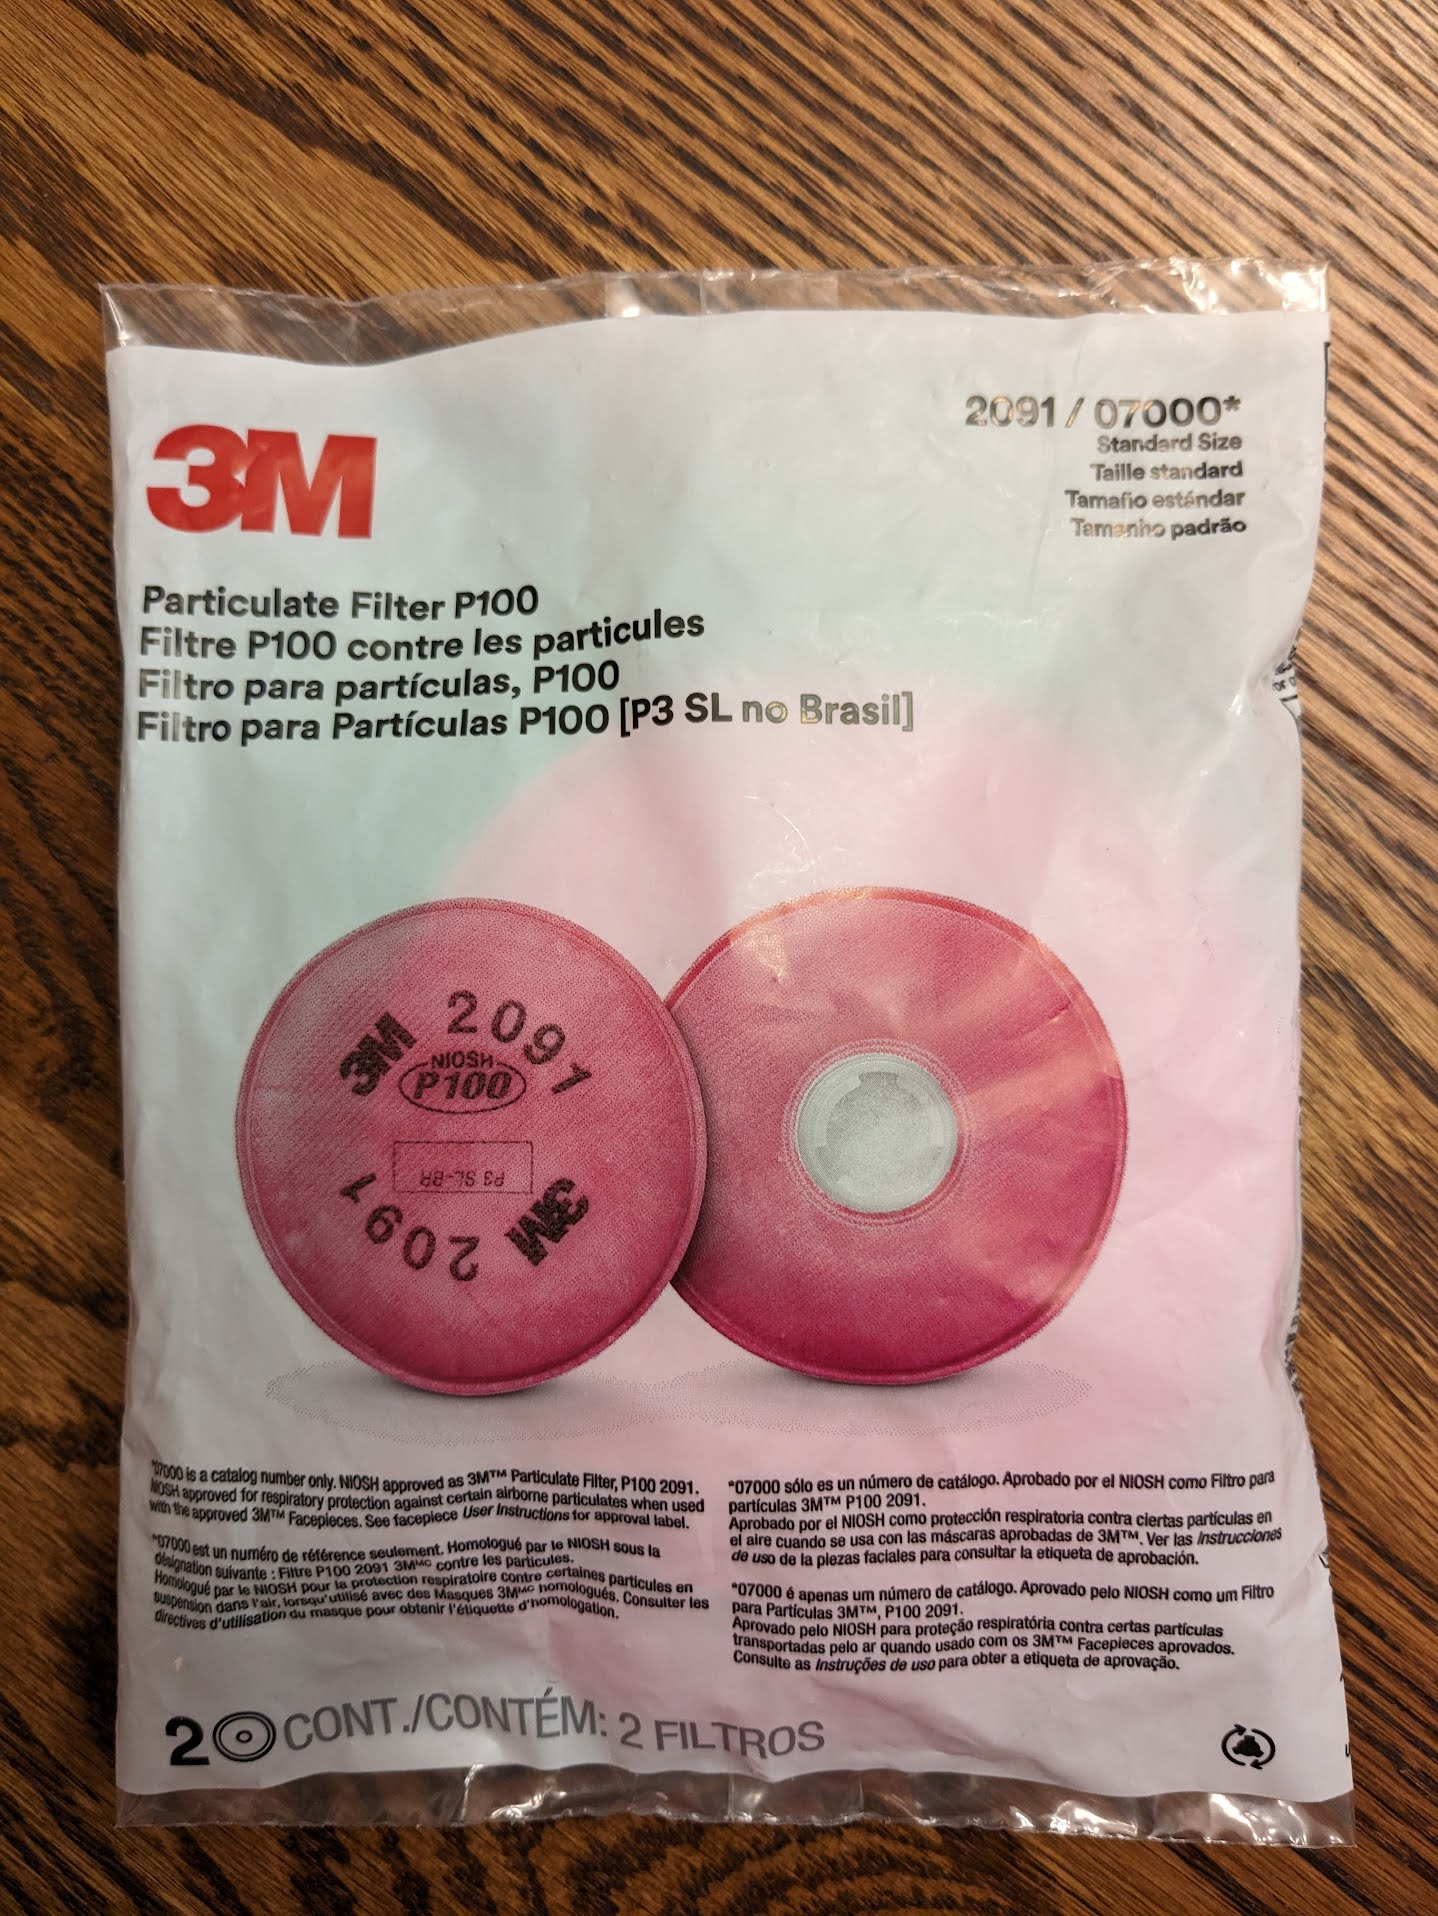 3M
2091 / 07000*
Standard Size
Taille standard
Tamaño estándar
Tamanho padrão
Particulate Filter P100
Filtre P100 contre les particules
Filtro para partículas, P100
Filtro para Partículas P100 [P3 SL no Brasil]
3M 2091
NIOSH
P100
P3 SL-BR
3M 2091
*07000 is a catalog number only. NIOSH approved as 3M™ Particulate Filter, P100 2091.
NIOSH approved for respiratory protection against certain airborne particulates when used
with the approved 3M™ Facepieces. See facepiece User Instructions for approval label.
*07000 est un numéro de référence seulement. Homologué par le NIOSH sous la
désignation suivante : Filtre P100 2091 3Mᴹᶜ contre les particules.
Homologué par le NIOSH pour la protection respiratoire contre certaines particules en
suspension dans l'air, lorsqu'utilisé avec des Masques 3Mᴹᶜ homologués. Consulter les
directives d'utilisation du masque pour obtenir l'étiquette d'homologation.
*07000 sólo es un número de catálogo. Aprobado por el NIOSH como Filtro para
partículas 3M™ P100 2091.
Aprobado por el NIOSH como protección respiratoria contra ciertas partículas en
el aire cuando se usa con las máscaras aprobadas de 3M™. Ver las Instrucciones
de uso de la piezas faciales para consultar la etiqueta de aprobación.
*07000 é apenas um número de catálogo. Aprovado pelo NIOSH como um Filtro
para Partículas 3M™, P100 2091.
Aprovado pelo NIOSH para proteção respiratória contra certas partículas
transportadas pelo ar quando usado com os 3M™ Facepieces aprovados.
Consulte as Instruções de uso para obter a etiqueta de aprovação.
2 CONT./CONTÉM: 2 FILTROS